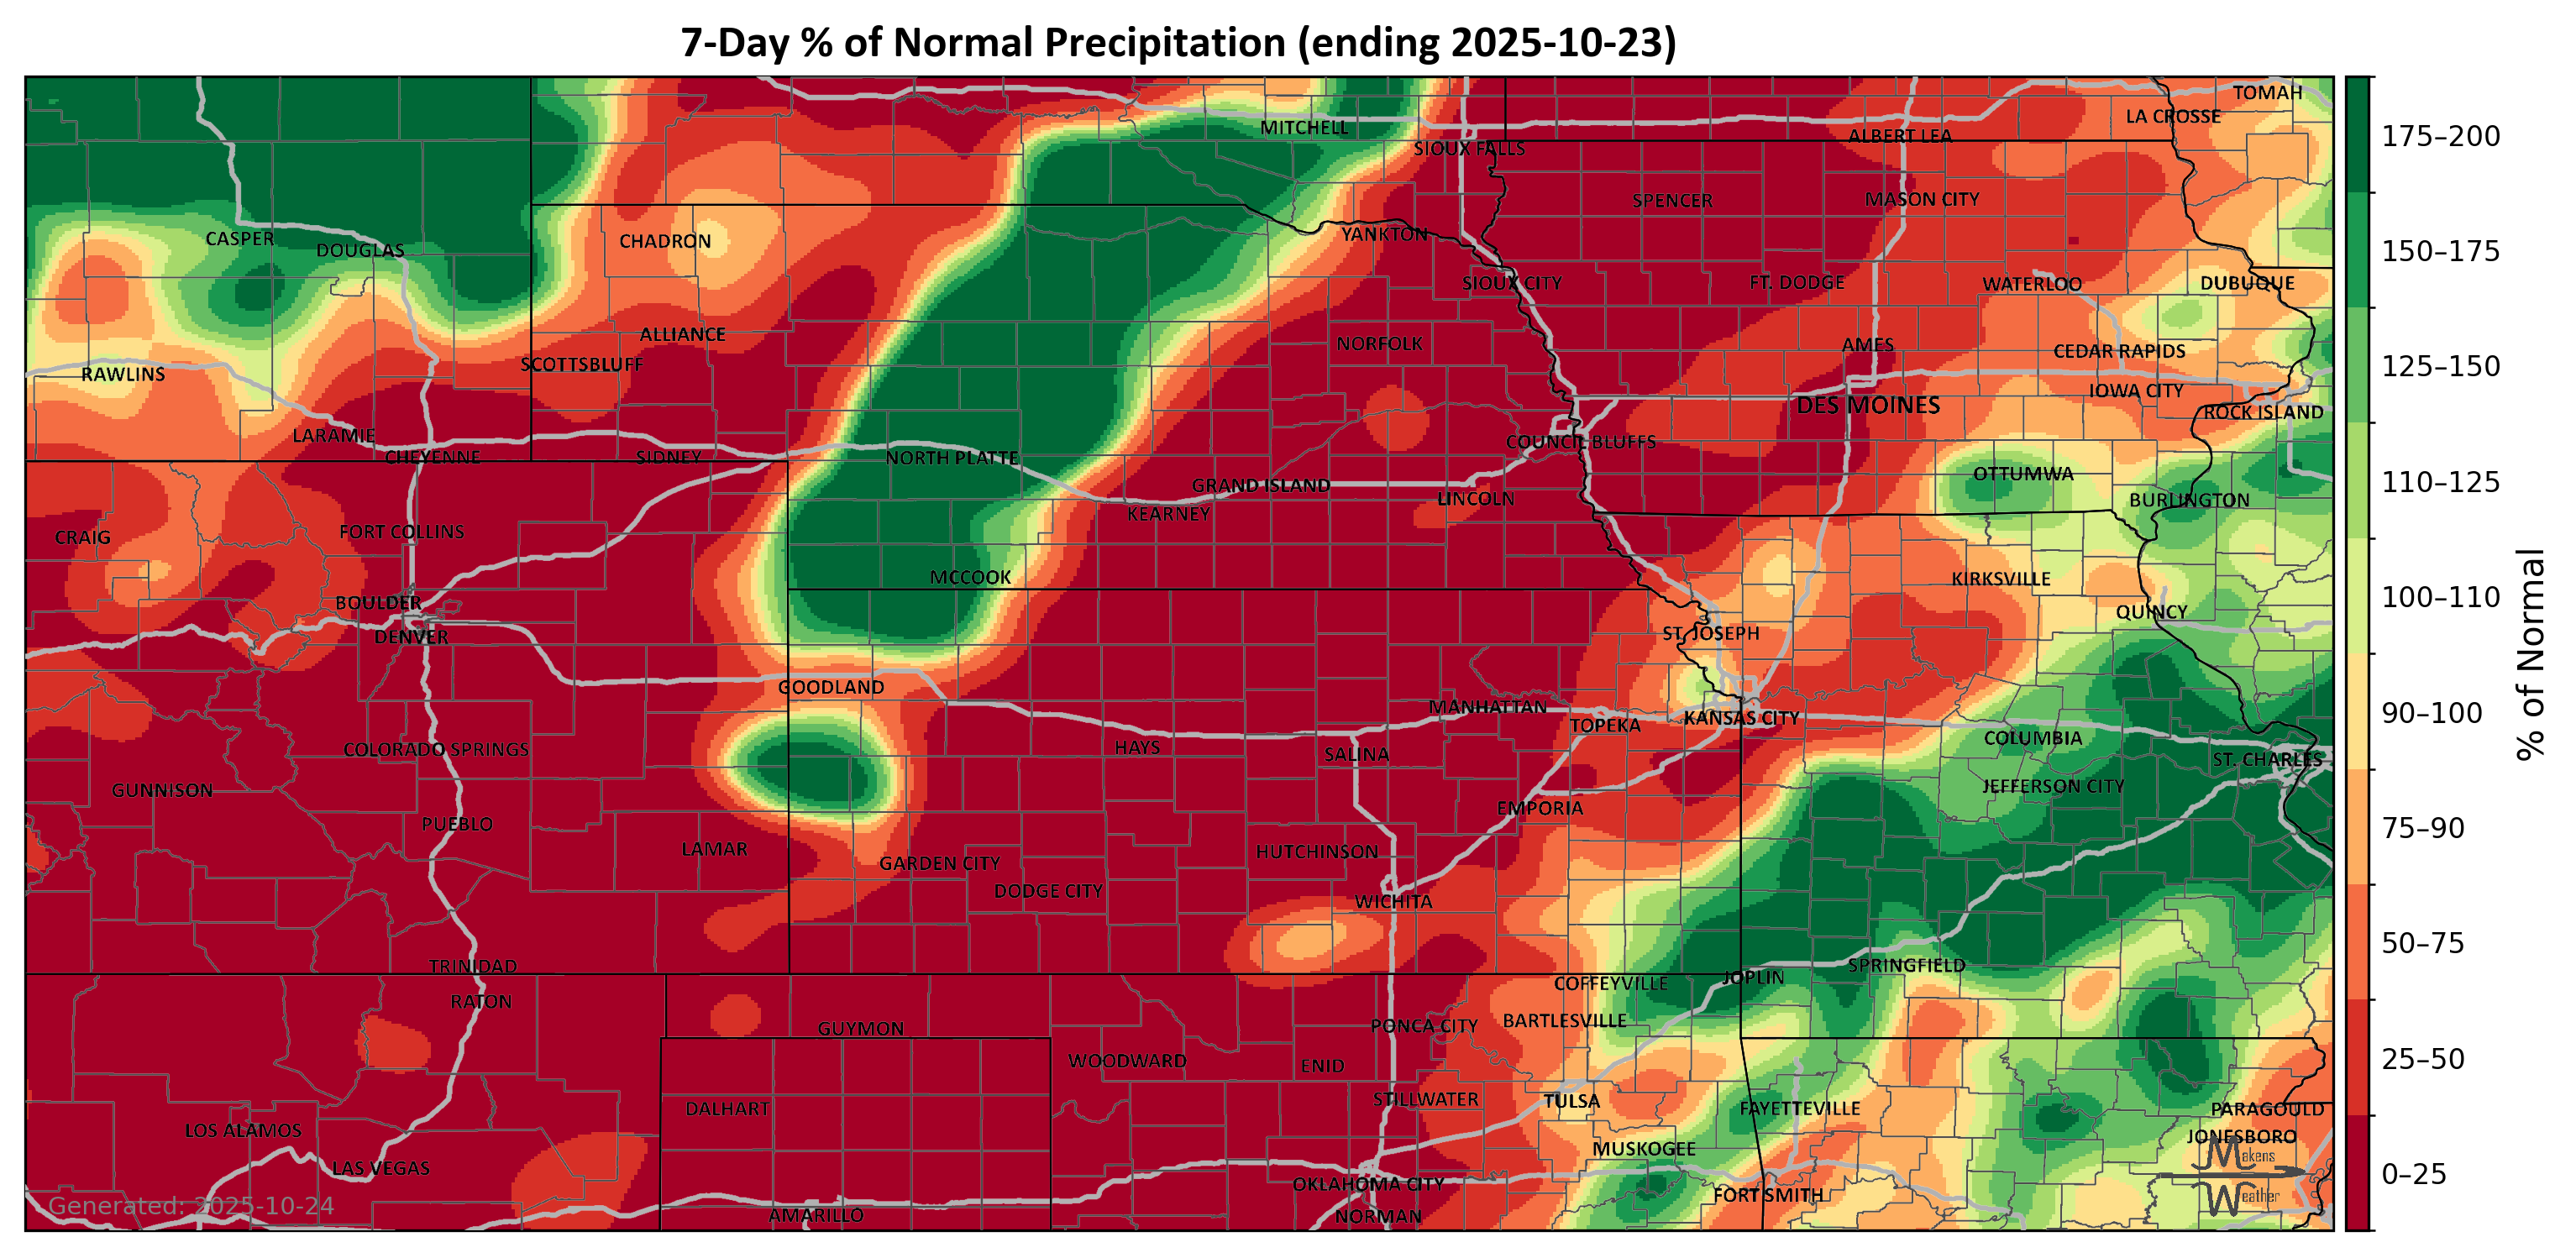 7-Day % of Normal Precipitation (ending 2025-10-23)
TOMAH
LA CROSSE
MITCHELL
ALBERT LEA
SIOUX FALLS
SPENCER
MASON CITY
YANKTON
CASPER
DOUGLAS
CHADRON
SIOUX CITY
FT. DODGE
WATERLOO
DUBUQUE
ALLIANCE
NORFOLK
AMES
CEDAR RAPIDS
SCOTTSBLUFF
RAWLINS
IOWA CITY
DES MOINES
ROCK ISLAND
LARAMIE
COUNCIL BLUFFS
CHEYENNE
SIDNEY
NORTH PLATTE
OTTUMWA
GRAND ISLAND
LINCOLN
BURLINGTON
KEARNEY
CRAIG
FORT COLLINS
MCCOOK
KIRKSVILLE
BOULDER
QUINCY
DENVER
ST. JOSEPH
GOODLAND
MANHATTAN
TOPEKA
KANSAS CITY
COLUMBIA
COLORADO SPRINGS
HAYS
SALINA
ST. CHARLES
GUNNISON
JEFFERSON CITY
EMPORIA
PUEBLO
LAMAR
GARDEN CITY
HUTCHINSON
DODGE CITY
WICHITA
TRINIDAD
SPRINGFIELD
COFFEYVILLE
JOPLIN
RATON
GUYMON
PONCA CITY
BARTLESVILLE
WOODWARD
ENID
DALHART
STILLWATER
TULSA
FAYETTEVILLE
PARAGOULD
LOS ALAMOS
JONESBORO
MUSKOGEE
LAS VEGAS
OKLAHOMA CITY
FORT SMITH
AMARILLO
NORMAN
Generated: 2025-10-24
Makens
Weather
175–200
150–175
125–150
110–125
100–110
90–100
75–90
50–75
25–50
0–25
% of Normal